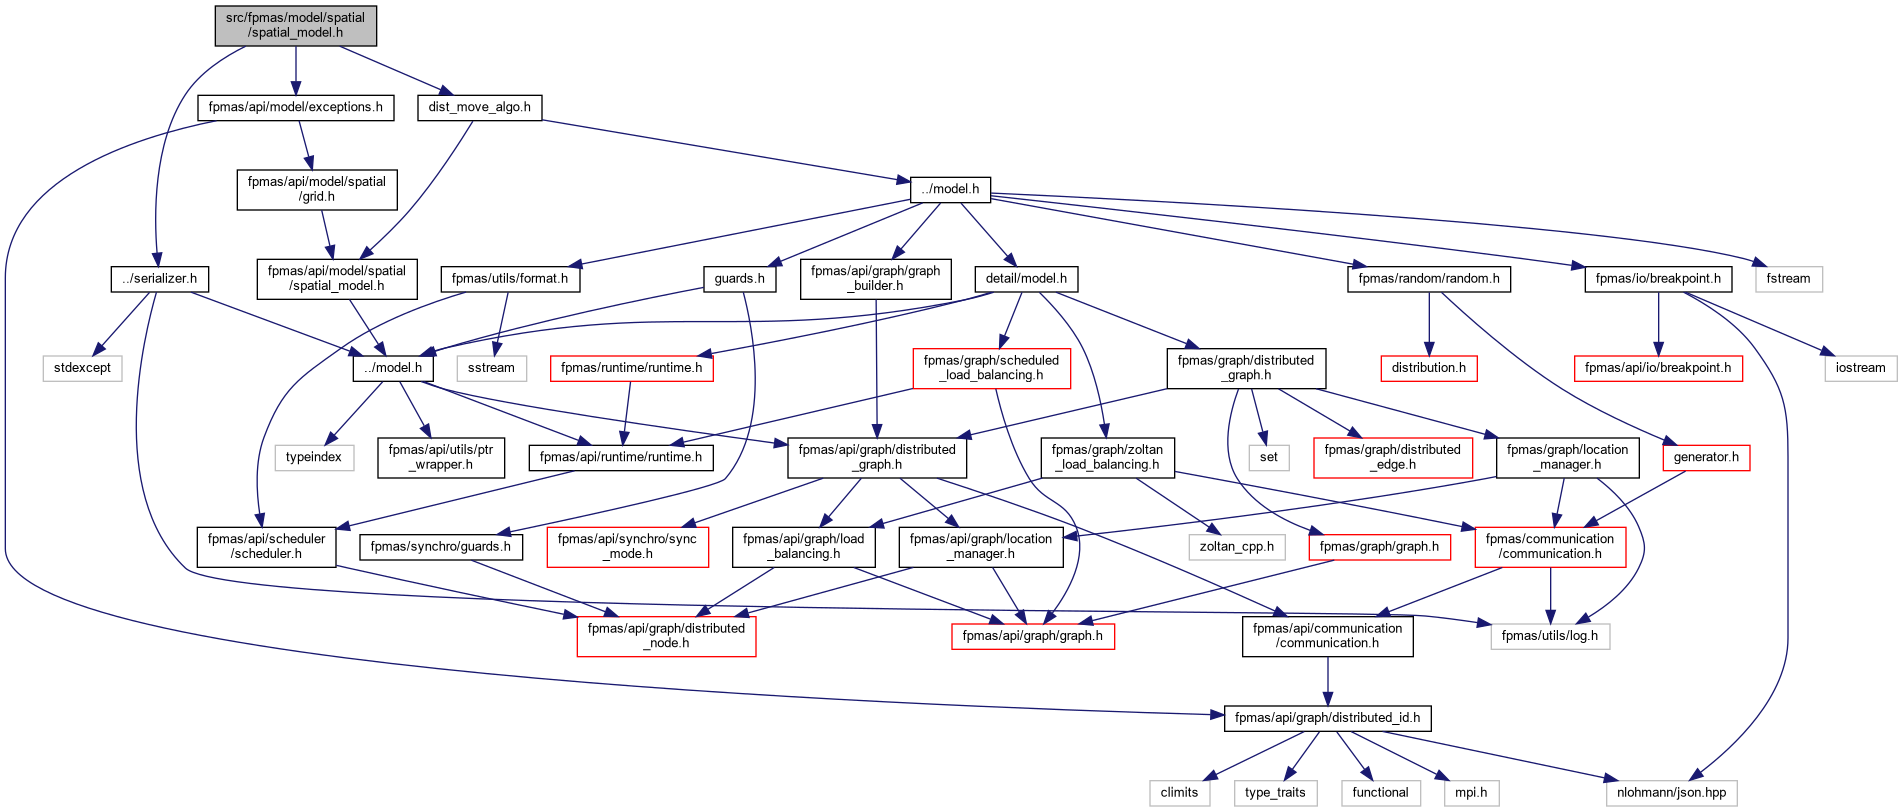 src/fpmas/model/spatial
/spatial_model.h
fpmas/api/model/exceptions.h
dist_move_algo.h
fpmas/api/model/spatial
/grid.h
../model.h
../serializer.h
fpmas/api/model/spatial
/spatial_model.h
fpmas/utils/format.h
guards.h
fpmas/api/graph/graph
_builder.h
detail/model.h
fpmas/random/random.h
fpmas/io/breakpoint.h
fstream
stdexcept
../model.h
sstream
fpmas/runtime/runtime.h
fpmas/graph/scheduled
_load_balancing.h
fpmas/graph/distributed
_graph.h
distribution.h
fpmas/api/io/breakpoint.h
iostream
typeindex
fpmas/api/utils/ptr
_wrapper.h
fpmas/api/runtime/runtime.h
fpmas/api/graph/distributed
_graph.h
fpmas/graph/zoltan
_load_balancing.h
set
fpmas/graph/distributed
_edge.h
fpmas/graph/location
_manager.h
generator.h
fpmas/api/scheduler
/scheduler.h
fpmas/synchro/guards.h
fpmas/api/synchro/sync
_mode.h
fpmas/api/graph/load
_balancing.h
fpmas/api/graph/location
_manager.h
zoltan_cpp.h
fpmas/graph/graph.h
fpmas/communication
/communication.h
fpmas/api/graph/distributed
_node.h
fpmas/api/graph/graph.h
fpmas/api/communication
/communication.h
fpmas/utils/log.h
fpmas/api/graph/distributed_id.h
climits
type_traits
functional
mpi.h
nlohmann/json.hpp